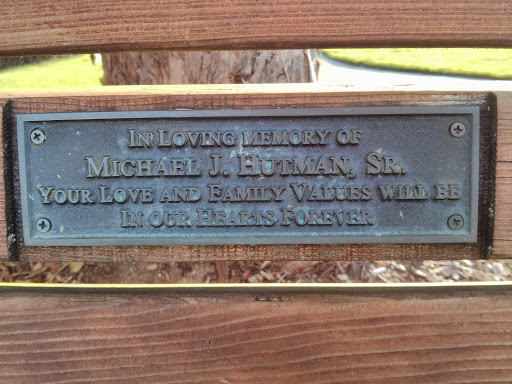 In Loving memory of
Michael J. Hutman, Sr.
Your Love and Family Values will be
In Our Hearts Forever